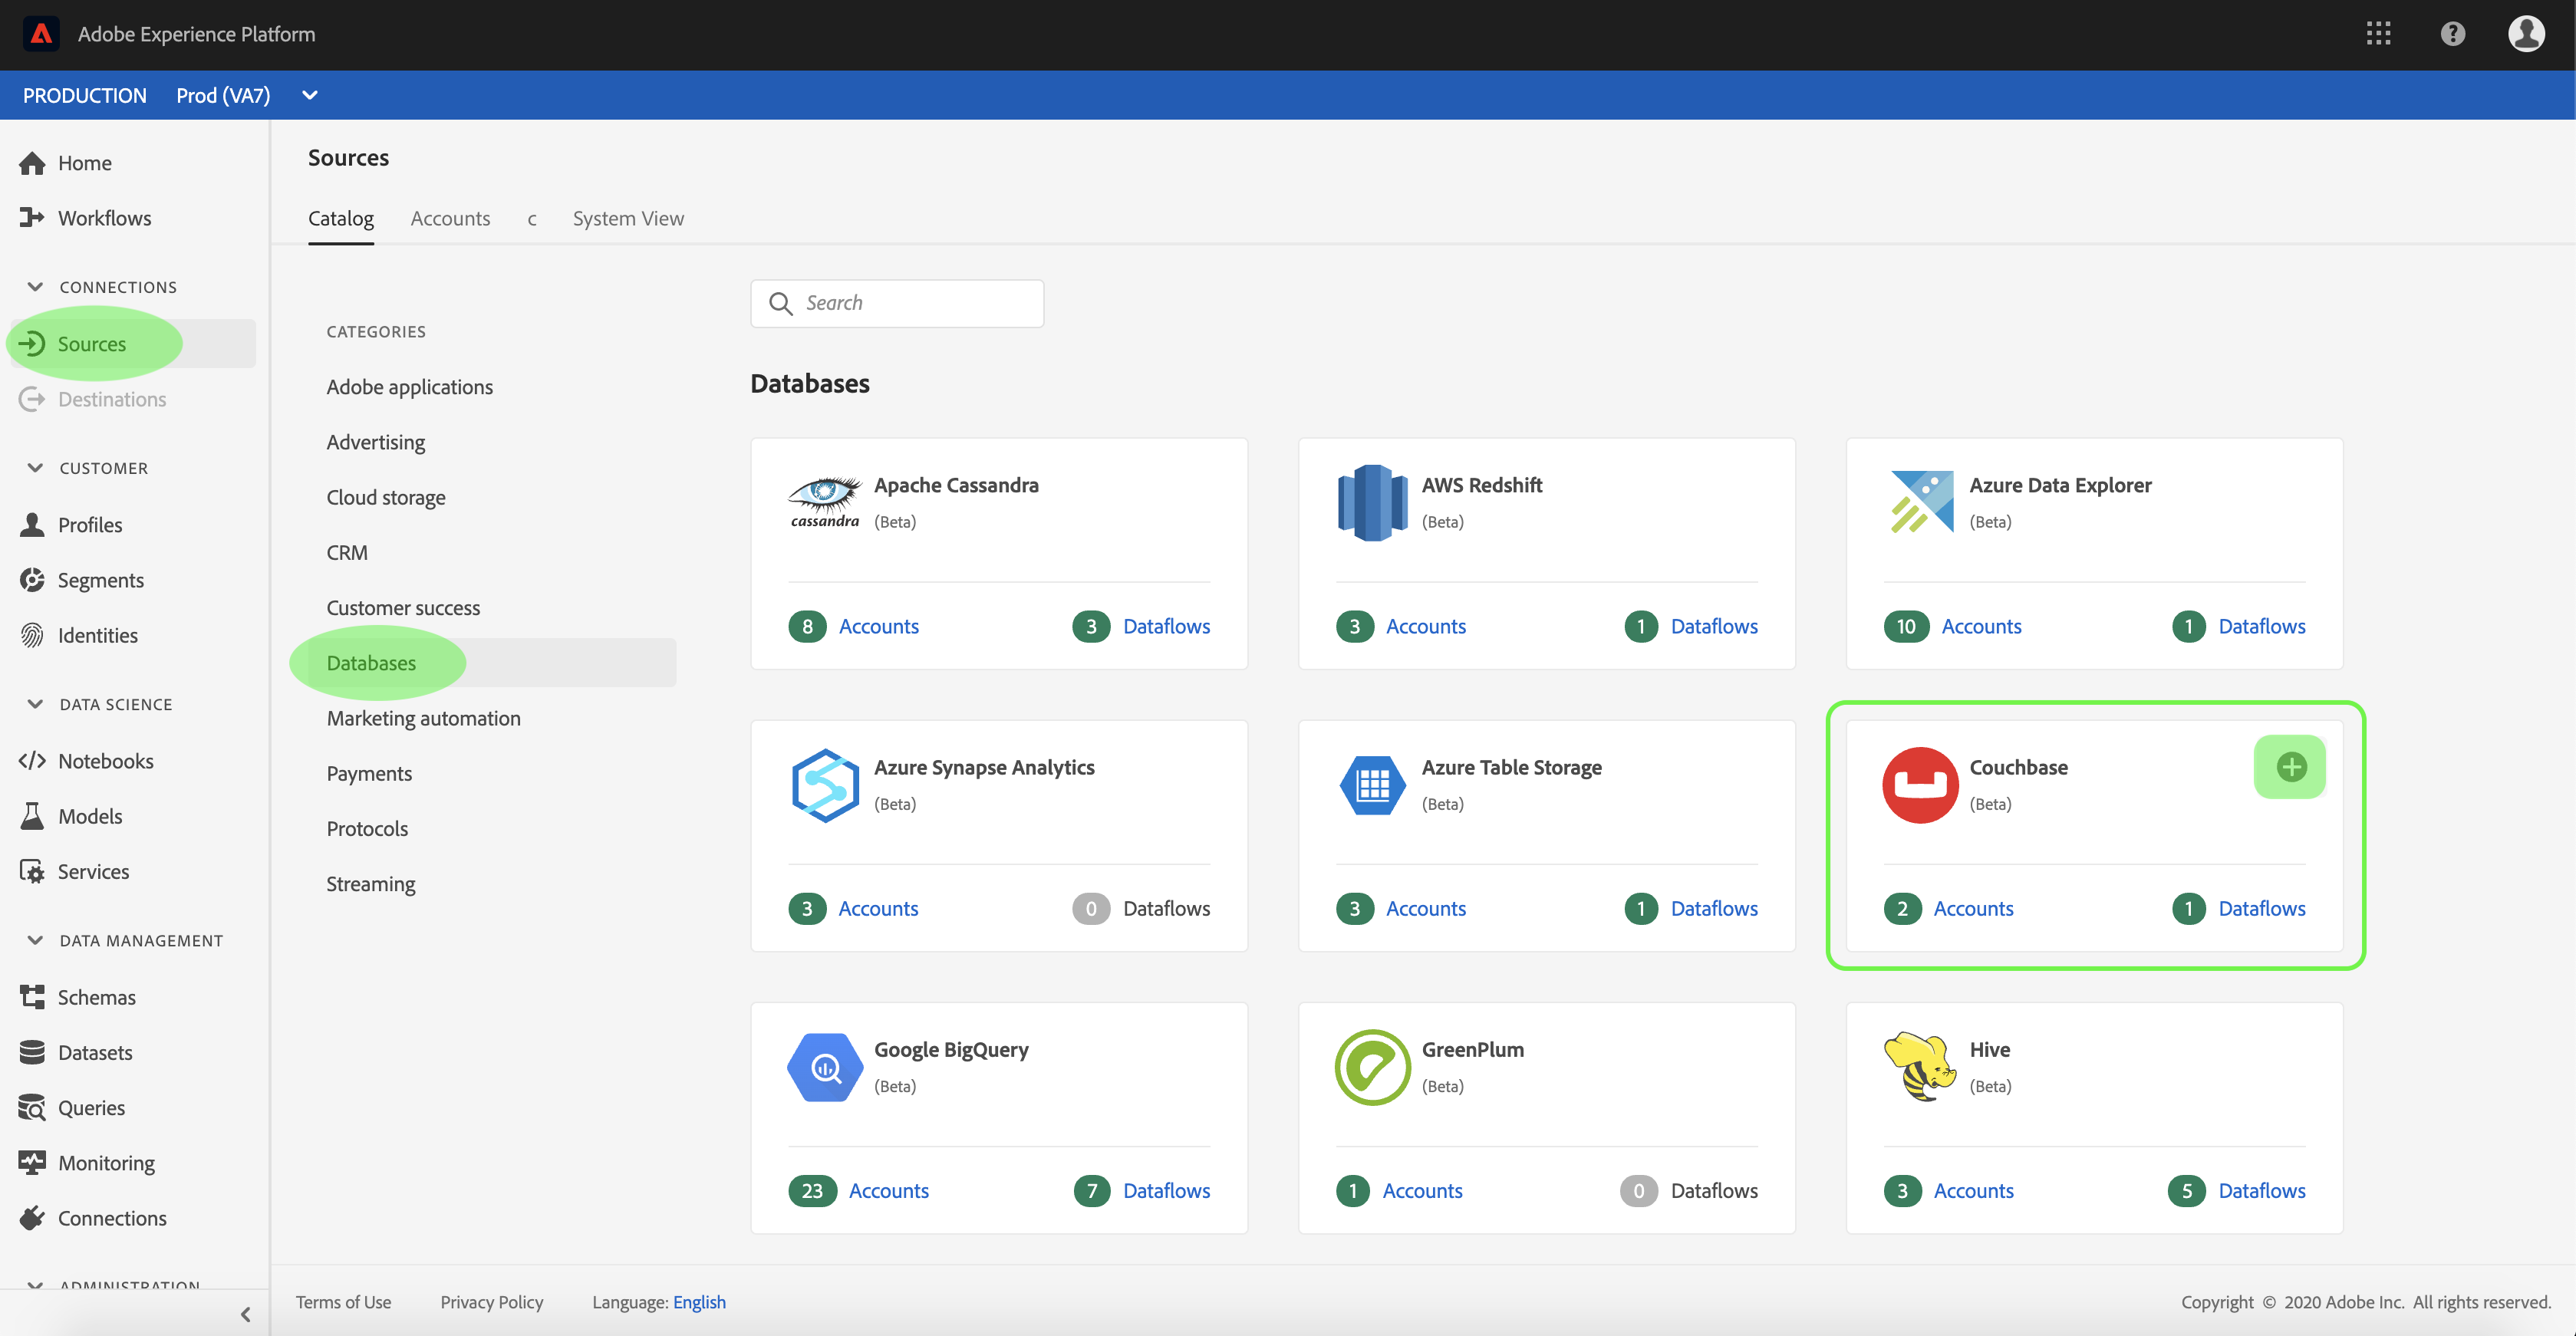 Adobe Experience Platform
PRODUCTION Prod (VA7)
Home
Workflows
CONNECTIONS
Sources
Destinations
CUSTOMER
Profiles
Segments
Identities
DATA SCIENCE
Notebooks
Models
Services
DATA MANAGEMENT
Schemas
Datasets
Queries
Monitoring
Connections
ADMINISTRATION
Sources
Catalog Accounts c System View
CATEGORIES
Adobe applications
Advertising
Cloud storage
CRM
Customer success
Databases
Marketing automation
Payments
Protocols
Streaming
Search
Databases
cassandra
Apache Cassandra
(Beta)
8 Accounts 3 Dataflows
AWS Redshift
(Beta)
3 Accounts 1 Dataflows
Azure Data Explorer
(Beta)
10 Accounts 1 Dataflows
Azure Synapse Analytics
(Beta)
3 Accounts 0 Dataflows
Azure Table Storage
(Beta)
3 Accounts 1 Dataflows
Couchbase
(Beta)
2 Accounts 1 Dataflows
Google BigQuery
(Beta)
23 Accounts 7 Dataflows
GreenPlum
(Beta)
1 Accounts 0 Dataflows
Hive
(Beta)
3 Accounts 5 Dataflows
Terms of Use Privacy Policy Language: English Copyright © 2020 Adobe Inc. All rights reserved.